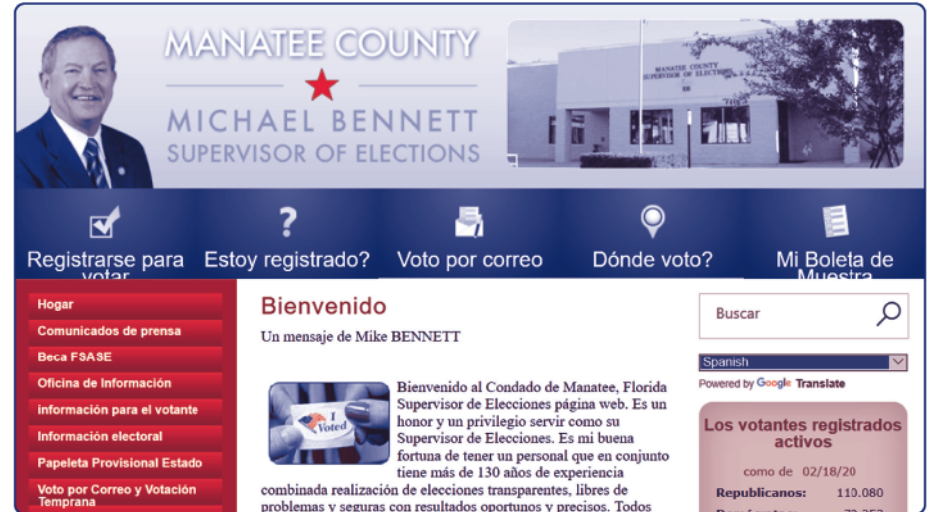 MANATEE COUNTY
MICHAEL BENNETT
SUPERVISOR OF ELECTIONS
MANATEE COUNTY
SUPERVISOR OF ELECTIONS
Registrarse para
votar
Estoy registrado?
Voto por correo
Dónde voto?
Mi Boleta de
Muestra
Hogar
Comunicados de prensa
Beca FSASE
Oficina de Información
información para el votante
Información electoral
Papeleta Provisional Estado
Voto por Correo y Votación
Temprana
Bienvenido
Un mensaje de Mike BENNETT
I
Voted
Bienvenido al Condado de Manatee, Florida
Supervisor de Elecciones página web. Es un
honor y un privilegio servir como su
Supervisor de Elecciones. Es mi buena
fortuna de tener un personal que en conjunto
tiene más de 130 años de experiencia
combinada realización de elecciones transparentes, libres de
problemas y seguras con resultados oportunos y precisos. Todos
Buscar
Spanish
Powered by Google Translate
Los votantes registrados
activos
como de 02/18/20
Republicanos: 110.080